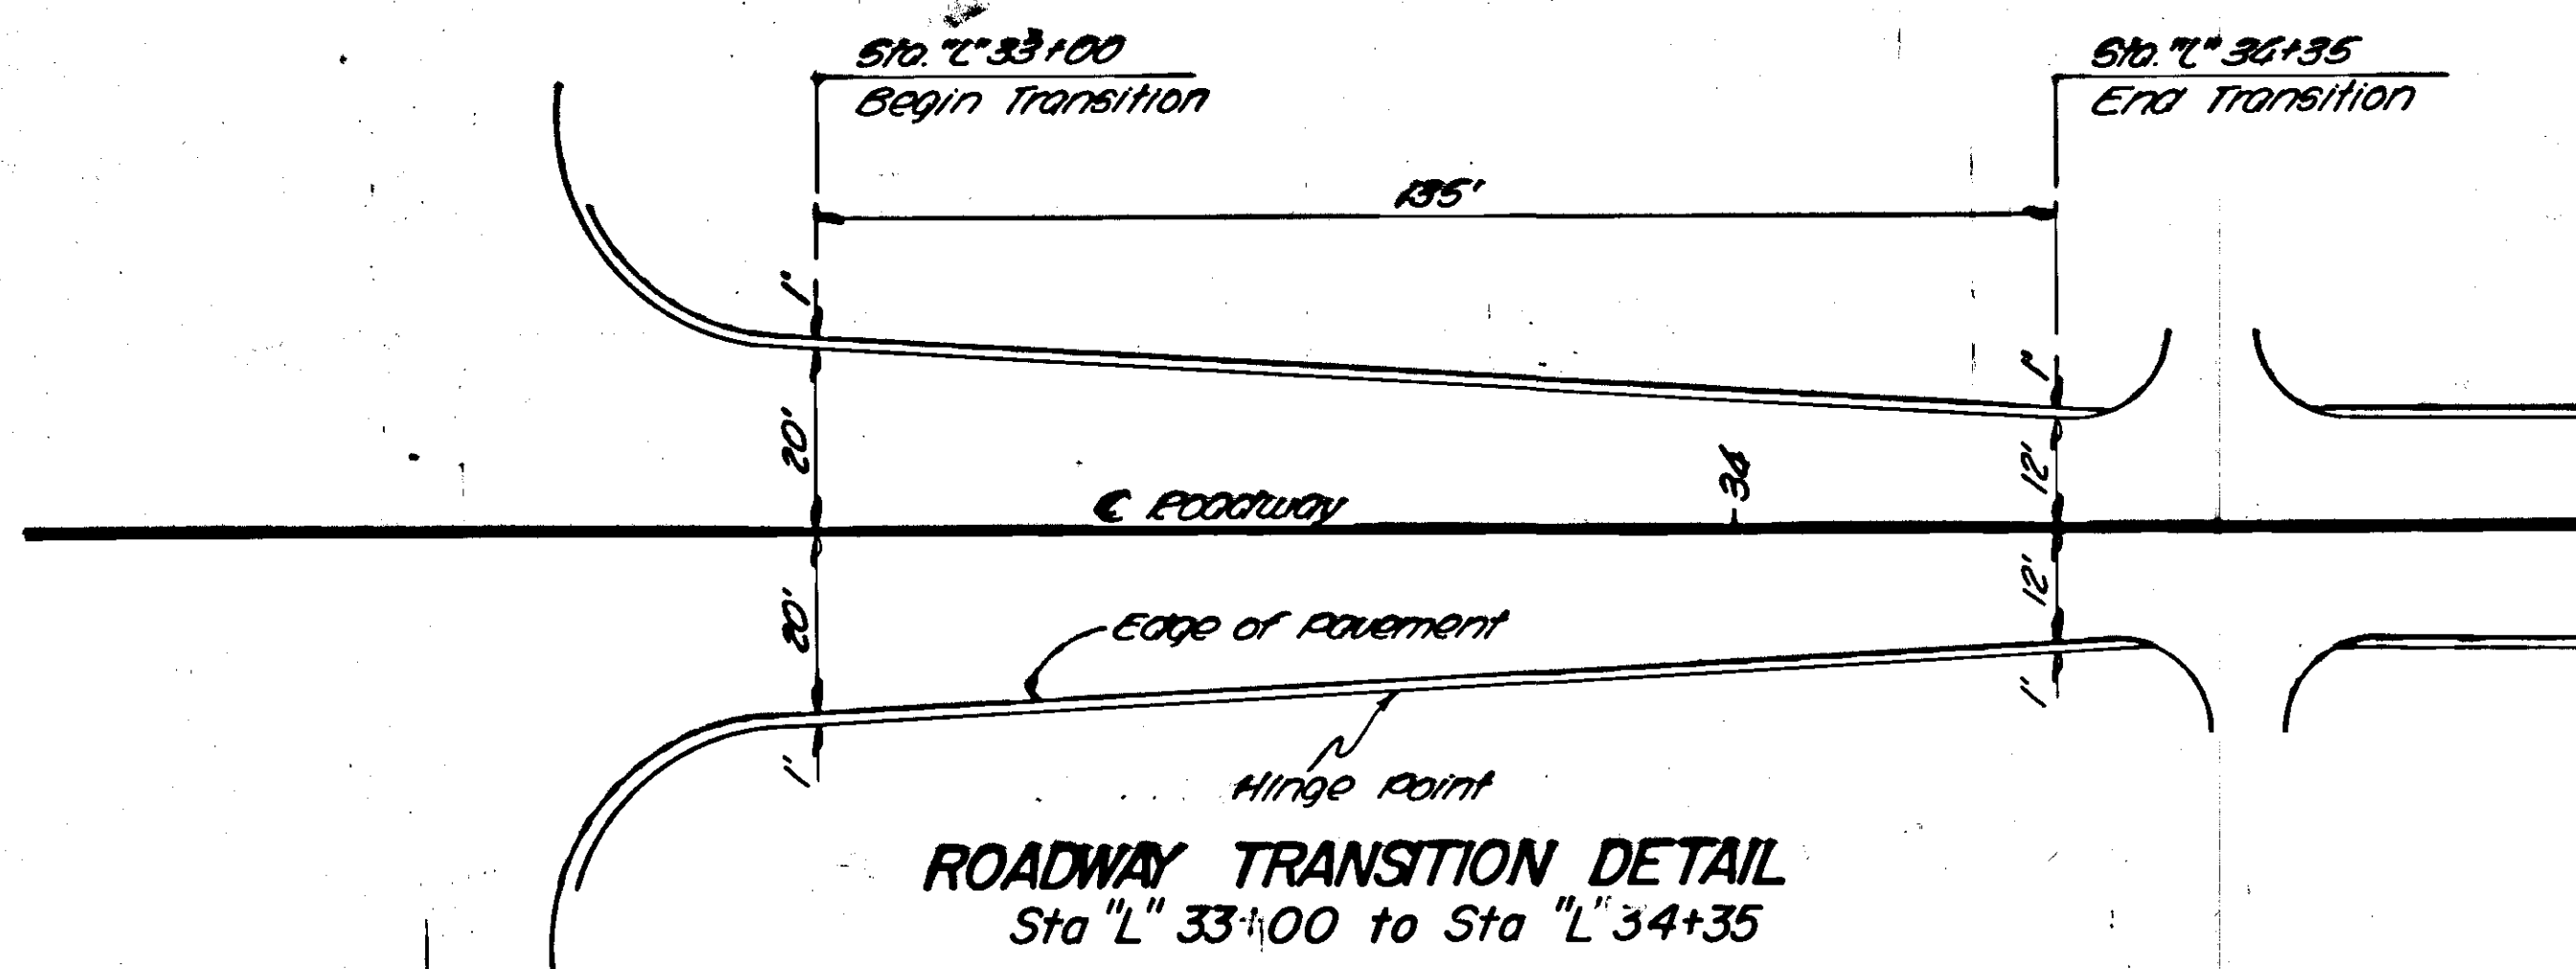 Sta. "L" 33+00
Begin Transition
Sta. "L" 34+35
End Transition
135'
1'
1'
20'
12'
34
℄ Roadway
20'
12'
Edge of Pavement
1'
1'
Hinge Point
ROADWAY TRANSITION DETAIL
Sta "L" 33+00 to Sta "L" 34+35